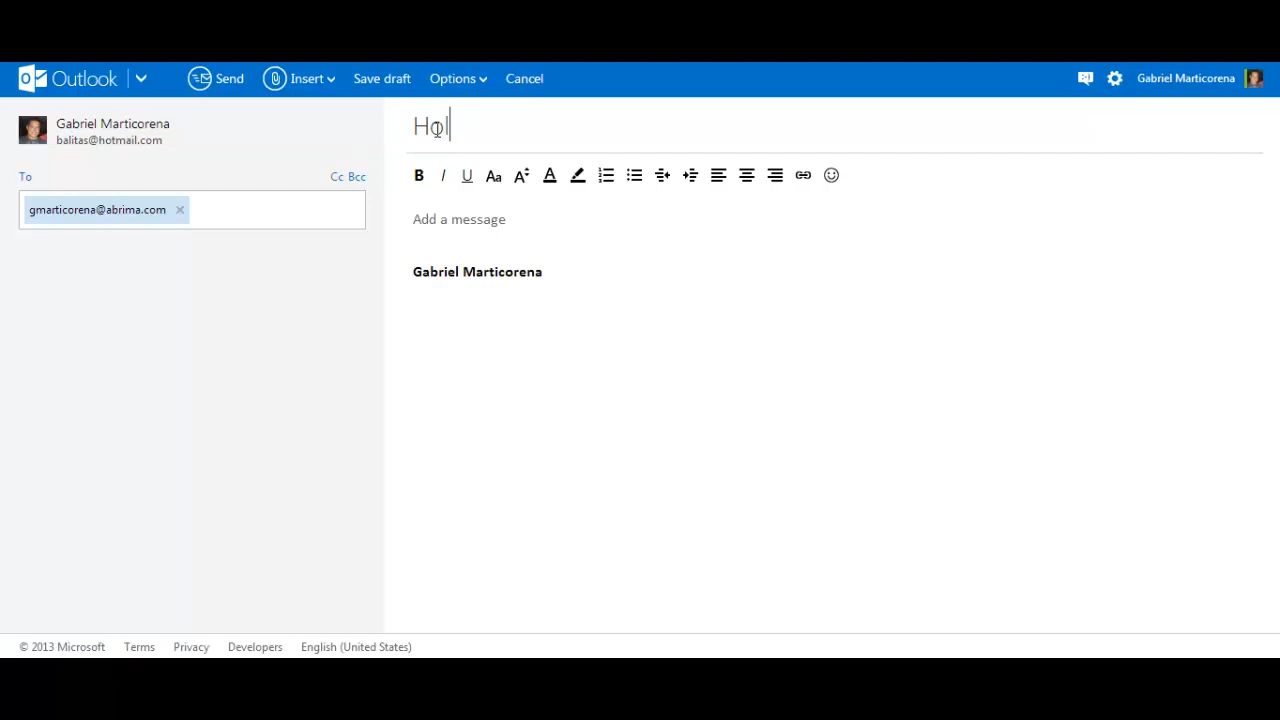 Outlook Send Insert Save draft Options Cancel Gabriel Marticorena
Gabriel Marticorena
balitas@hotmail.com
To Cc Bcc
gmarticorena@abrima.com
Hol
B I U Aa A A
Add a message
Gabriel Marticorena
© 2013 Microsoft Terms Privacy Developers English (United States)